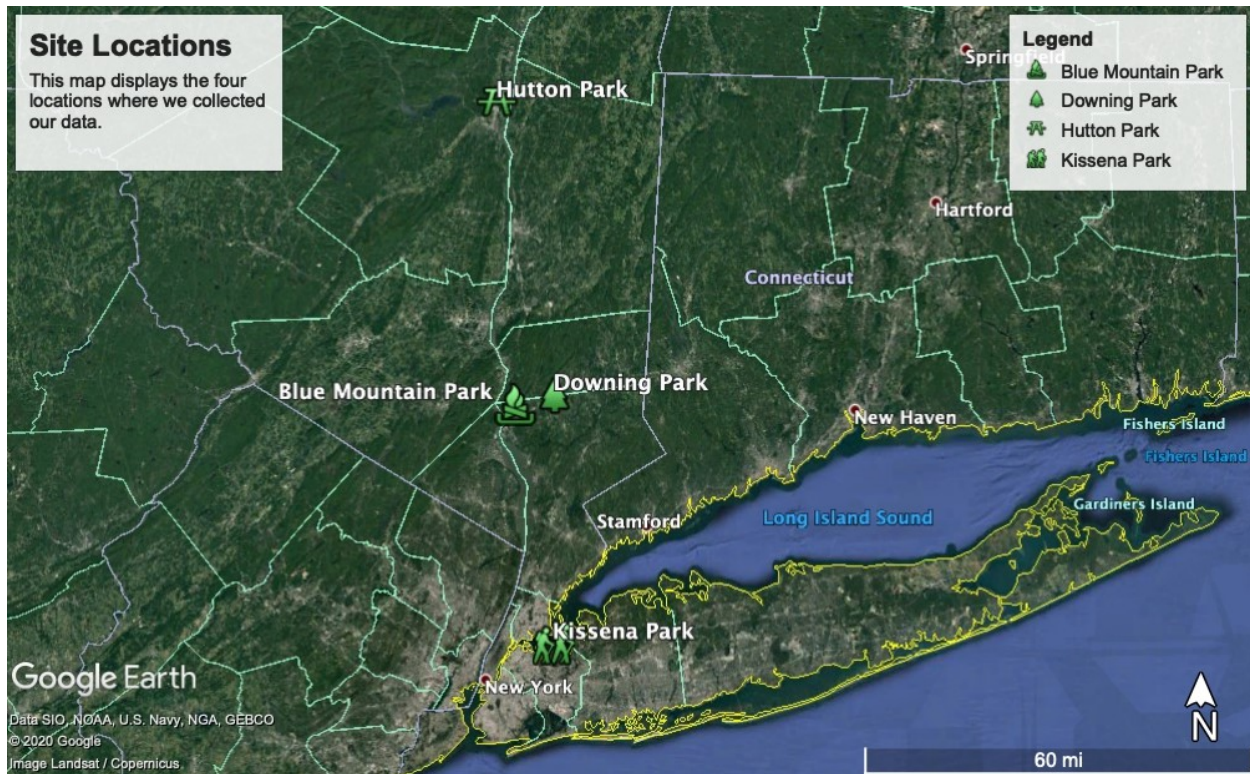 Site Locations
This map displays the four
locations where we collected
our data.
Legend
Blue Mountain Park
Downing Park
Hutton Park
Kissena Park
Springfield
Hutton Park
Hartford
Connecticut
Blue Mountain Park
Downing Park
New Haven
Fishers Island
Fishers Island
Gardiners Island
Stamford
Long Island Sound
Kissena Park
New York
Google Earth
Data SIO, NOAA, U.S. Navy, NGA, GEBCO
© 2020 Google
Image Landsat / Copernicus
N
60 mi